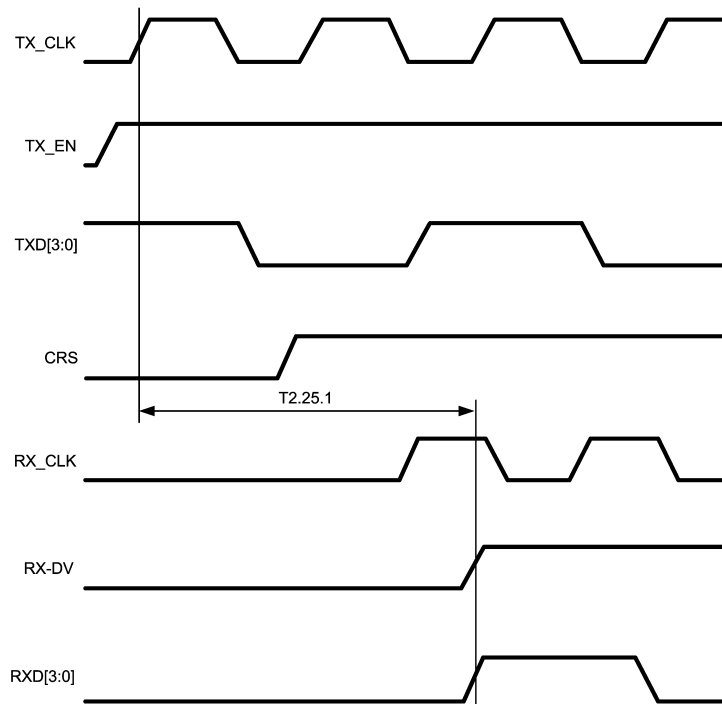 TX_CLK
TX_EN
TXD[3:0]
CRS
T2.25.1
RX_CLK
RX-DV
RXD[3:0]